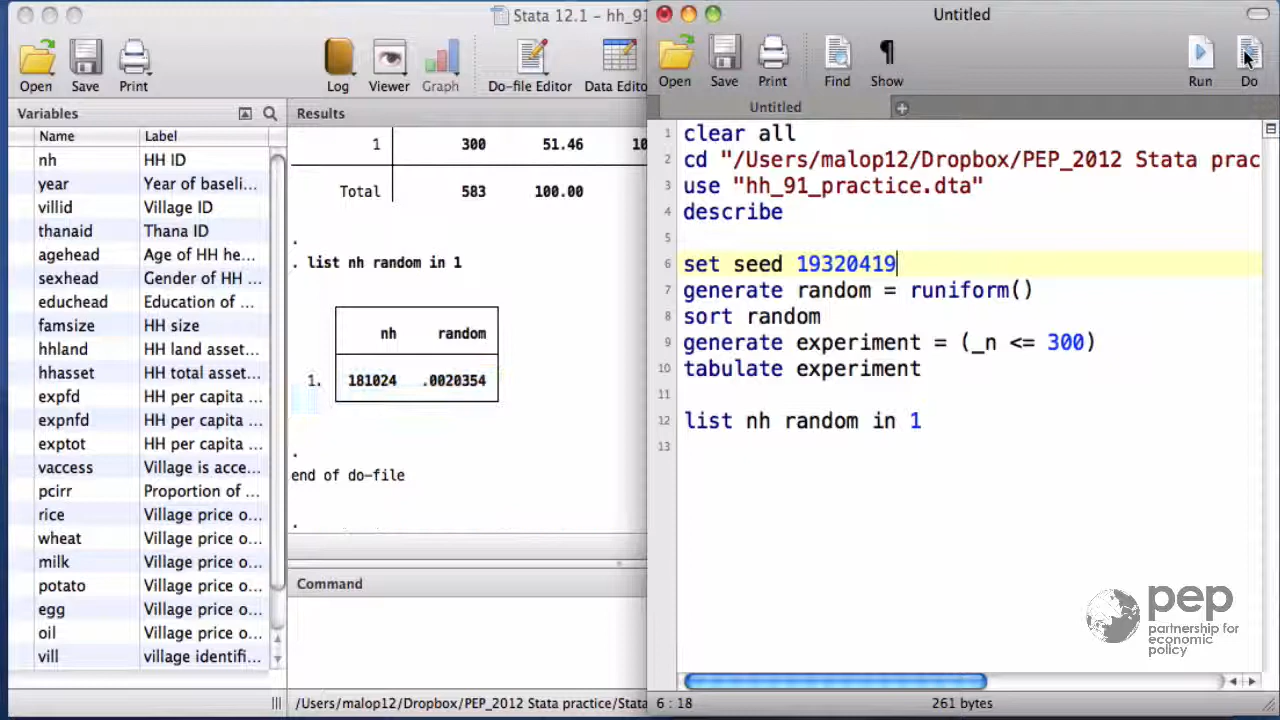 Stata 12.1 – hh_91
Open Save Print Log Viewer Graph Do-file Editor Data Edito
Variables
Name Label
nh HH ID
year Year of baseli...
villid Village ID
thanaid Thana ID
agehead Age of HH he...
sexhead Gender of HH ...
educhead Education of ...
famsize HH size
hhland HH land asset...
hhasset HH total asset...
expfd HH per capita ...
expnfd HH per capita ...
exptot HH per capita ...
vaccess Village is acce...
pcirr Proportion of ...
rice Village price o...
wheat Village price o...
milk Village price o...
potato Village price o...
egg Village price o...
oil Village price o...
vill village identifi...
Results
1 300 51.46 10
Total 583 100.00
.
. list nh random in 1
nh random
1. 181024 .0020354
.
end of do-file
.
Command
/Users/malop12/Dropbox/PEP_2012 Stata practice/Stata
Untitled
Open Save Print Find Show Run Do
Untitled
1 clear all
2 cd "/Users/malop12/Dropbox/PEP_2012 Stata prac
3 use "hh_91_practice.dta"
4 describe
5
6 set seed 19320419
7 generate random = runiform()
8 sort random
9 generate experiment = (_n <= 300)
10 tabulate experiment
11
12 list nh random in 1
13
pep
partnership for
economic
policy
6 : 18 261 bytes